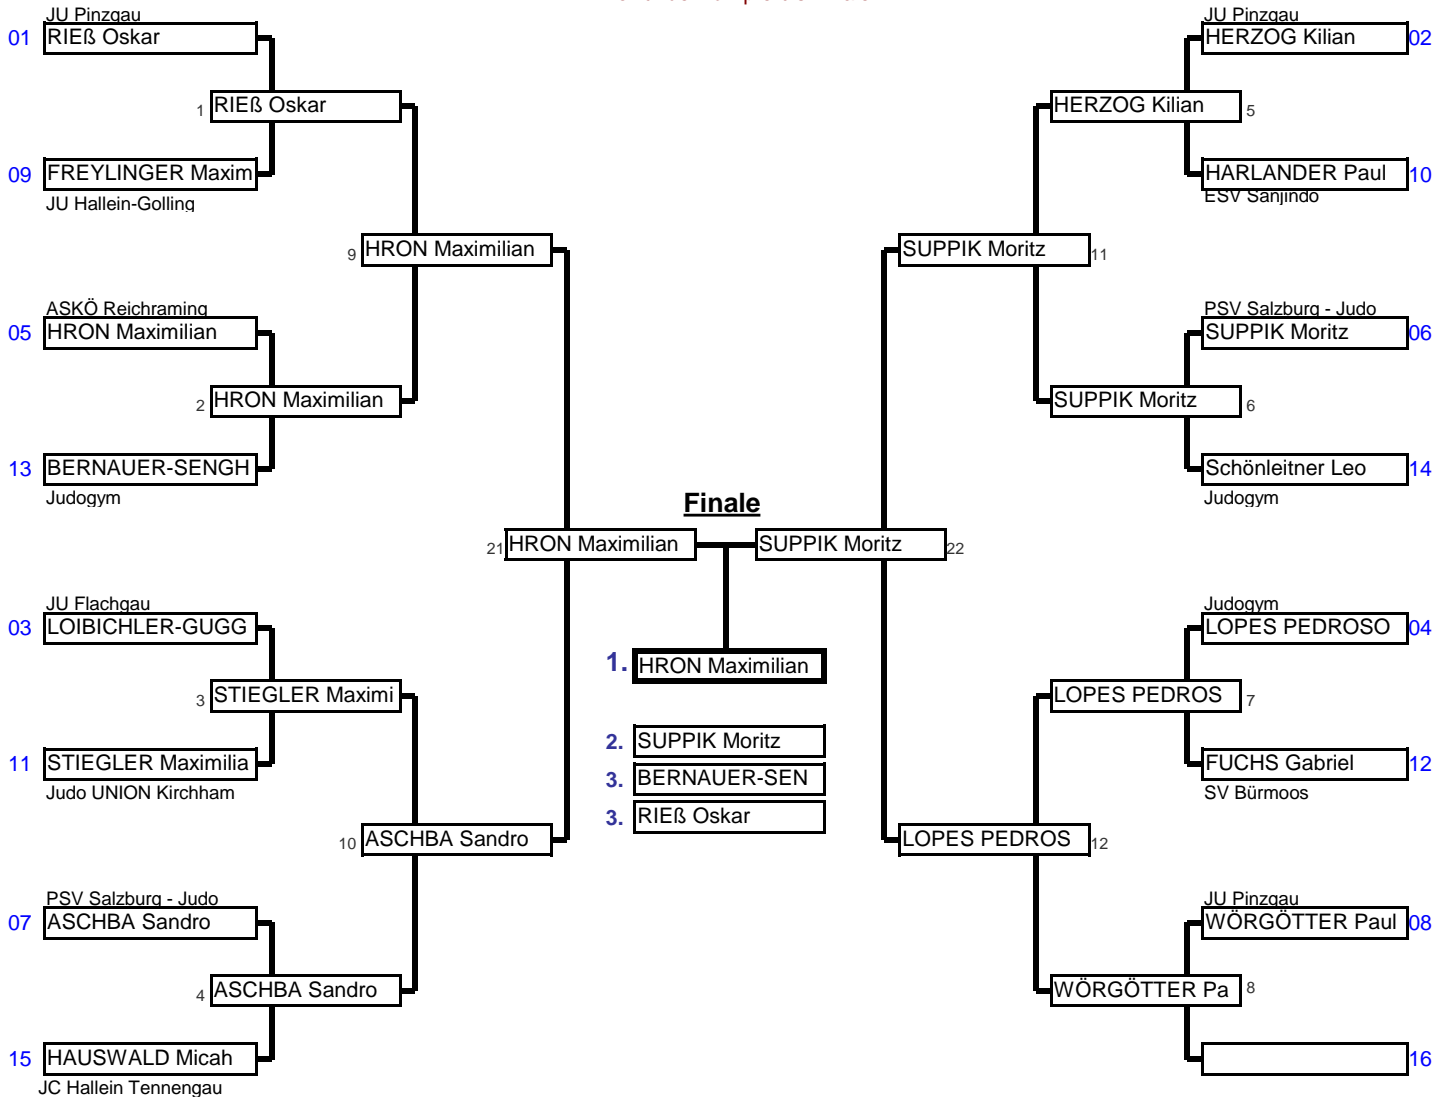 JU Pinzgau
01 RIEß Oskar
1 RIEß Oskar
09 FREYLINGER Maxim
JU Hallein-Golling
9 HRON Maximilian
ASKÖ Reichraming
05 HRON Maximilian
2 HRON Maximilian
13 BERNAUER-SENGH
Judogym
21 HRON Maximilian
JU Flachgau
03 LOIBICHLER-GUGG
3 STIEGLER Maximi
11 STIEGLER Maximilia
Judo UNION Kirchham
10 ASCHBA Sandro
PSV Salzburg - Judo
07 ASCHBA Sandro
4 ASCHBA Sandro
15 HAUSWALD Micah
JC Hallein Tennengau
Finale
1. HRON Maximilian
2. SUPPIK Moritz
3. BERNAUER-SEN
3. RIEß Oskar
JU Pinzgau
HERZOG Kilian 02
HERZOG Kilian 5
HARLANDER Paul 10
ESV Sanjindo
SUPPIK Moritz 11
PSV Salzburg - Judo
SUPPIK Moritz 06
SUPPIK Moritz 6
Schönleitner Leo 14
Judogym
SUPPIK Moritz 22
Judogym
LOPES PEDROSO 04
LOPES PEDROS 7
FUCHS Gabriel 12
SV Bürmoos
LOPES PEDROS 12
JU Pinzgau
WÖRGÖTTER Paul 08
WÖRGÖTTER Pa 8
16